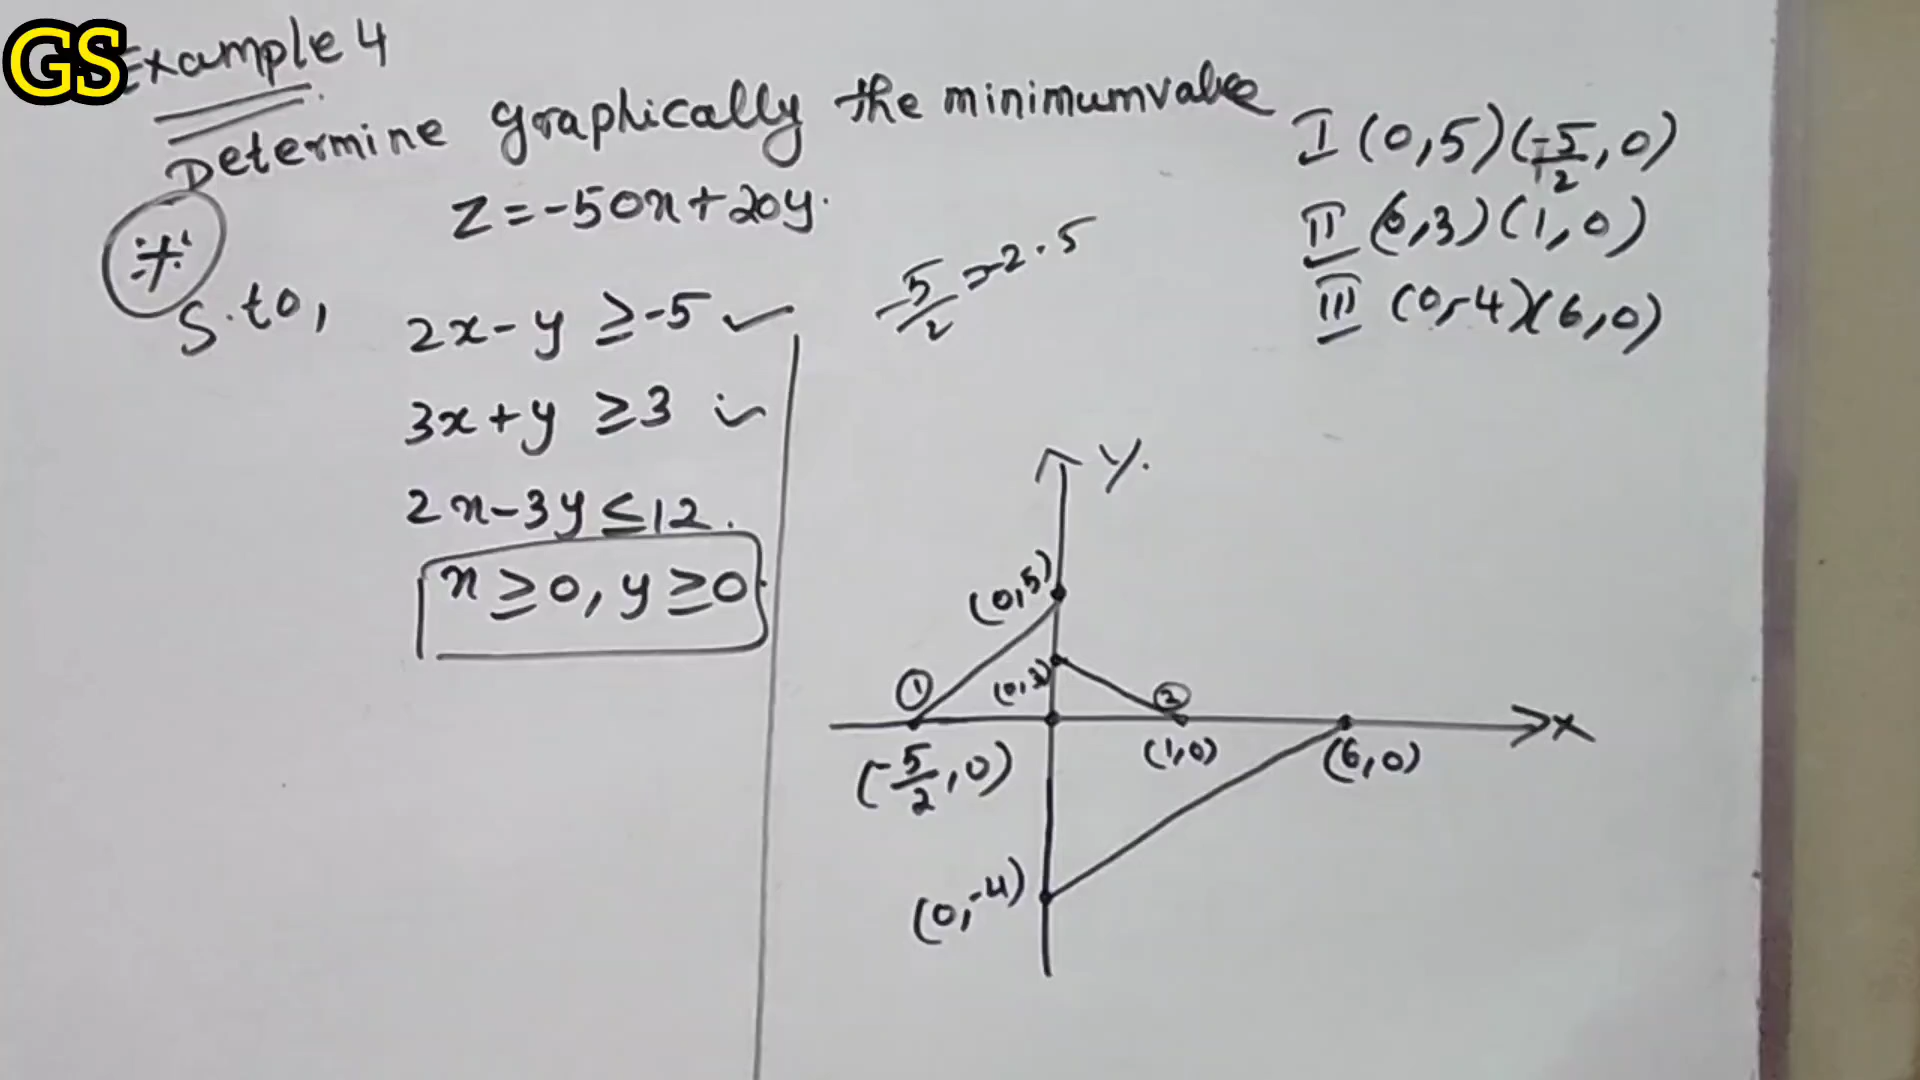 GS
Example 4
Determine graphically the minimumvalue
Z = -50x + 20y.
S. to,
2x - y ≥ -5 ✓
3x + y ≥ 3 ✓
2x - 3y ≤ 12.
x ≥ 0, y ≥ 0
-5/2 = -2.5
I (0,5) (-5/2, 0)
II (0,3) (1,0)
III (0,-4) (6,0)
Y.
(0,5)
(0,3)
①
②
X
(-5/2, 0)
(1,0)
(6,0)
(0,-4)